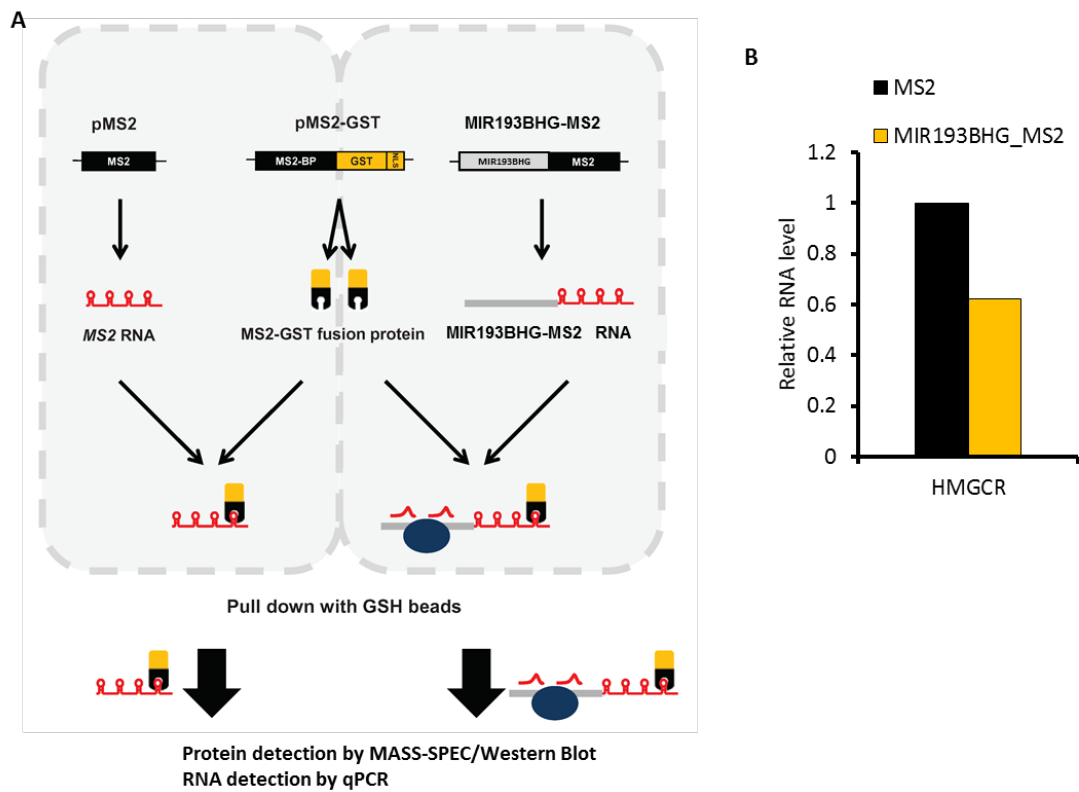 A
pMS2
pMS2-GST
MIR193BHG-MS2
MS2
MS2-BP
GST
NLS
MIR193BHG
MS2
MS2 RNA
MS2-GST fusion protein
MIR193BHG-MS2 RNA
Pull down with GSH beads
Protein detection by MASS-SPEC/Western Blot
RNA detection by qPCR
B
MS2
MIR193BHG_MS2
Relative RNA level
1.2
1
0.8
0.6
0.4
0.2
0
HMGCR